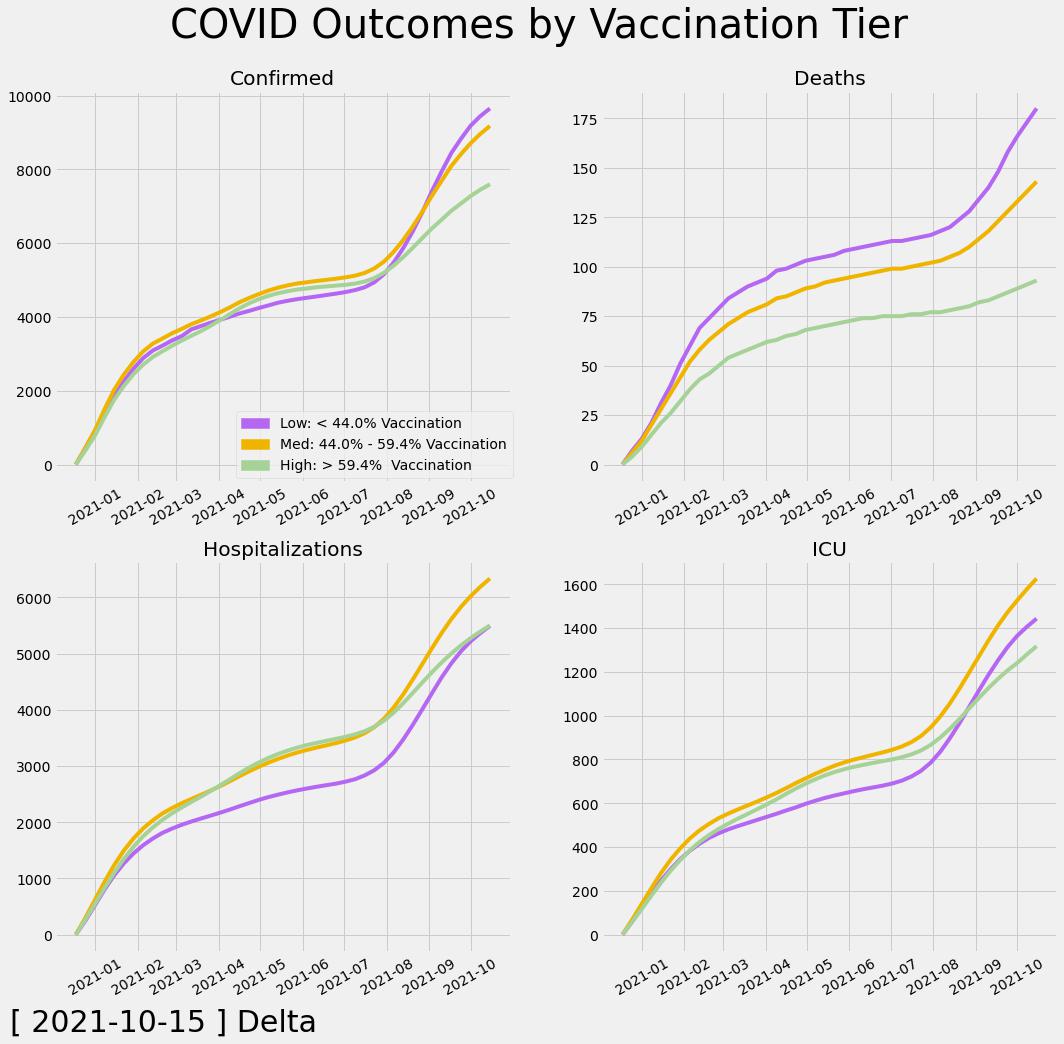 COVID Outcomes by Vaccination Tier
Confirmed
10000
8000
6000
4000
2000
0
Low: < 44.0% Vaccination
Med: 44.0% - 59.4% Vaccination
High: > 59.4%  Vaccination
2021-01 2021-02 2021-03 2021-04 2021-05 2021-06 2021-07 2021-08 2021-09 2021-10
Deaths
175
150
125
100
75
50
25
0
2021-01 2021-02 2021-03 2021-04 2021-05 2021-06 2021-07 2021-08 2021-09 2021-10
Hospitalizations
6000
5000
4000
3000
2000
1000
0
2021-01 2021-02 2021-03 2021-04 2021-05 2021-06 2021-07 2021-08 2021-09 2021-10
ICU
1600
1400
1200
1000
800
600
400
200
0
2021-01 2021-02 2021-03 2021-04 2021-05 2021-06 2021-07 2021-08 2021-09 2021-10
[ 2021-10-15 ] Delta